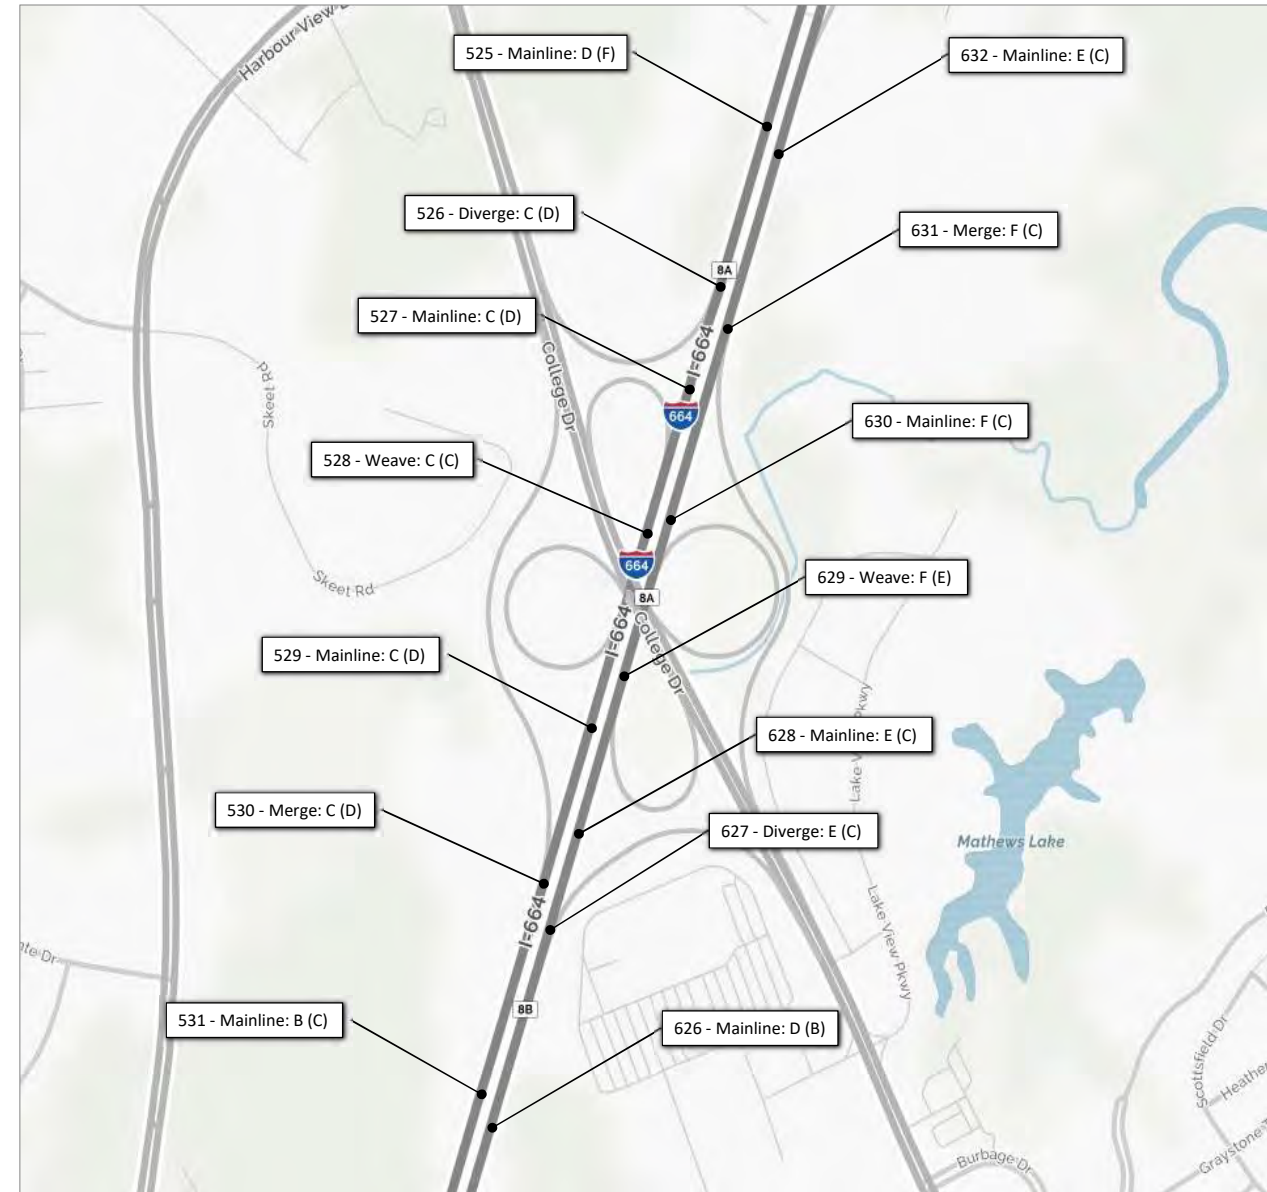 Harbour View
525 - Mainline: D (F)
632 - Mainline: E (C)
526 - Diverge: C (D)
631 - Merge: F (C)
8A
527 - Mainline: C (D)
I-664
College Dr
Skeet Rd
664
630 - Mainline: F (C)
528 - Weave: C (C)
664
629 - Weave: F (E)
Skeet Rd
8A
I-664
College Dr
529 - Mainline: C (D)
628 - Mainline: E (C)
Lake V Pkwy
530 - Merge: C (D)
627 - Diverge: E (C)
Mathews Lake
I-664
Lake View Pkwy
nte Dr
8B
531 - Mainline: B (C)
626 - Mainline: D (B)
Scottsfield Dr
Heather
Graystone T
Burbage Dr